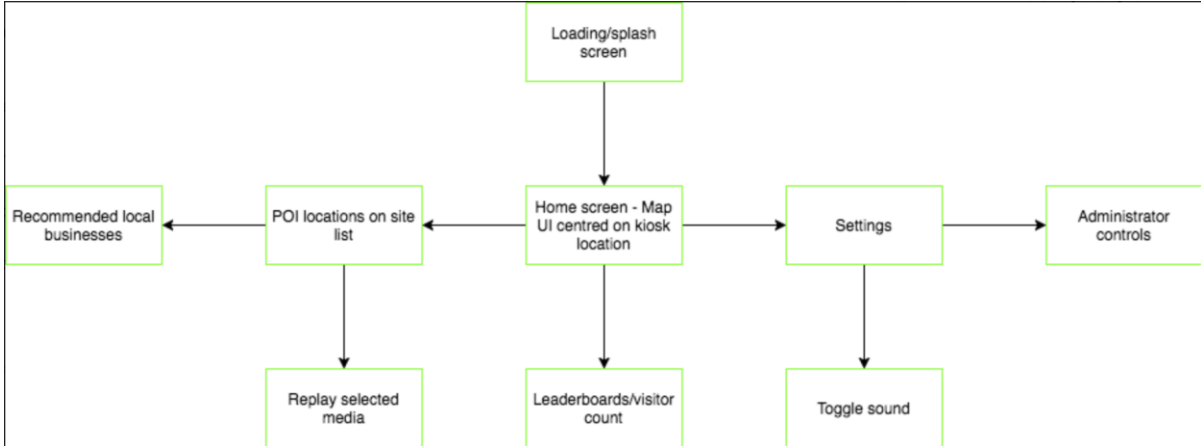 Loading/splash
screen
Recommended local
businesses
POI locations on site
list
Home screen - Map
UI centred on kiosk
location
Settings
Administrator
controls
Replay selected
media
Leaderboards/visitor
count
Toggle sound